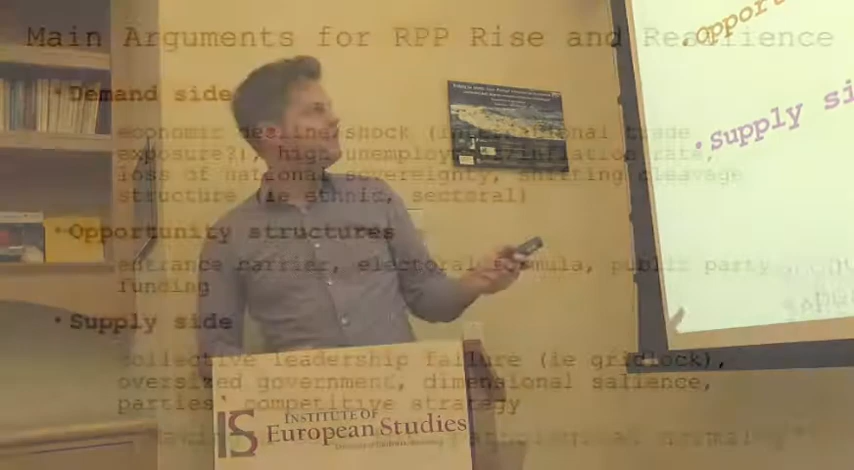 Main Arguments for RPP Rise and Resilience
•Demand side
economic decline/shock (international trade
exposure?), high unemployment/inflation rate,
loss of national sovereignty, shifting cleavage
structure (ie ethnic, sectoral)
•Opportunity structures
entrance barrier, electoral formula, public party
funding
•Supply side
collective leadership failure (ie gridlock),
oversized government, dimensional salience,
parties' competitive strategy
•Opport
•Supply si
IS INSTITUTE OF
European Studies